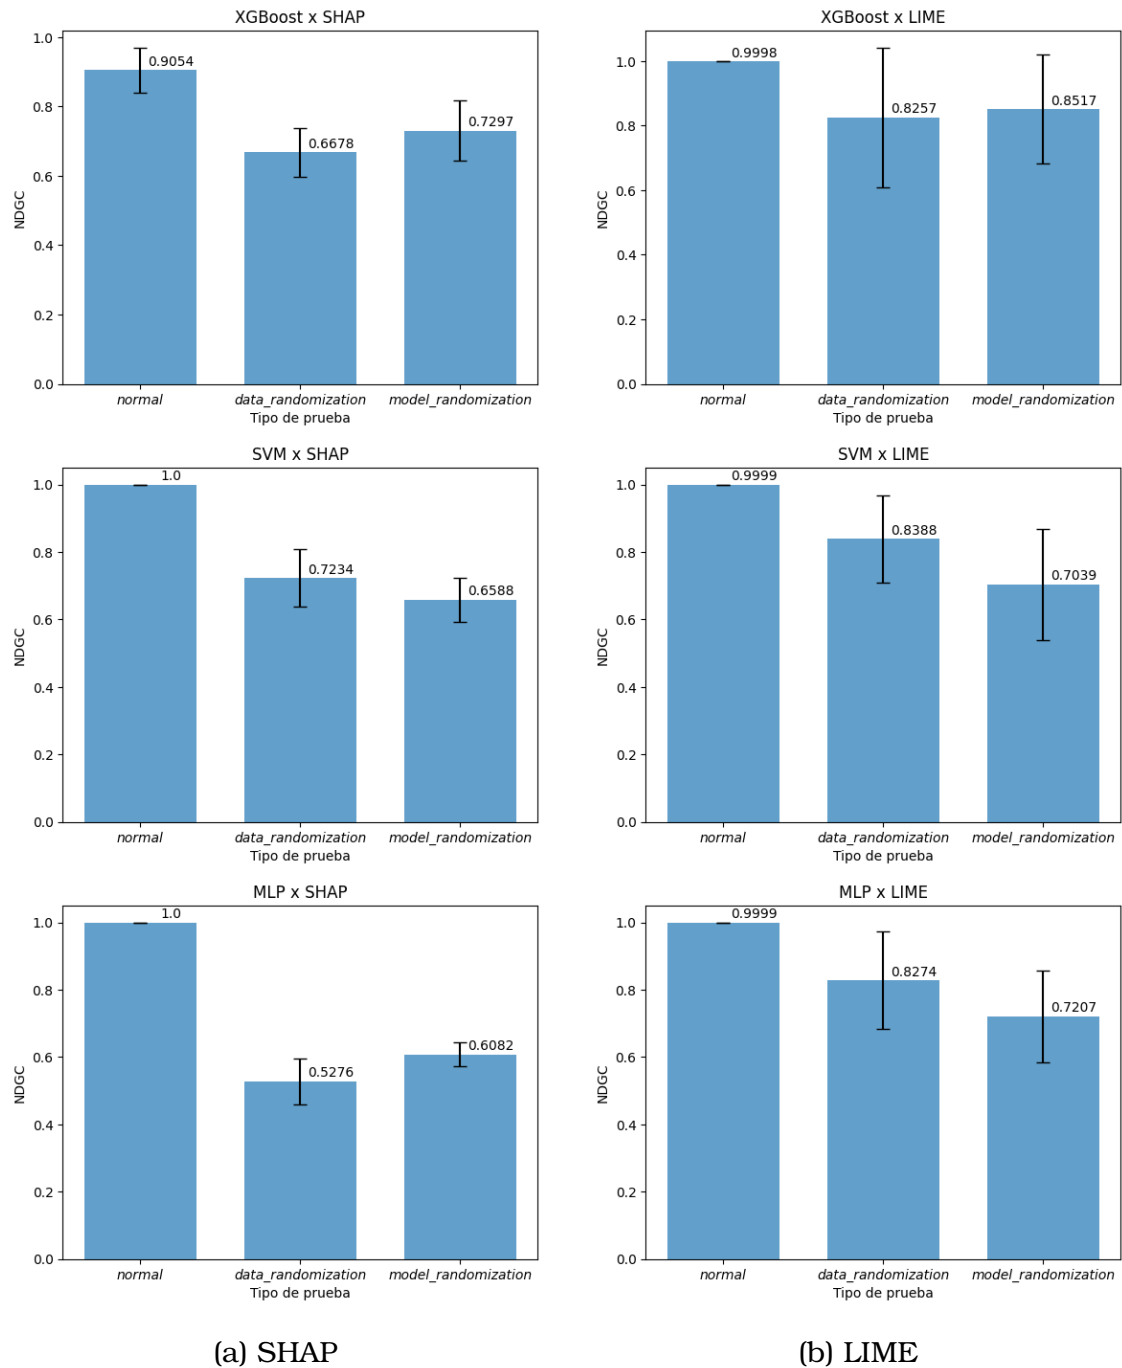 XGBoost x SHAP
1.0
0.8
0.6
0.4
0.2
0.0
NDGC
0.9054
0.6678
0.7297
normal data_randomization model_randomization
Tipo de prueba
XGBoost x LIME
1.0
0.8
0.6
0.4
0.2
0.0
NDGC
0.9998
0.8257
0.8517
normal data_randomization model_randomization
Tipo de prueba
SVM x SHAP
1.0
0.8
0.6
0.4
0.2
0.0
NDGC
1.0
0.7234
0.6588
normal data_randomization model_randomization
Tipo de prueba
SVM x LIME
1.0
0.8
0.6
0.4
0.2
0.0
NDGC
0.9999
0.8388
0.7039
normal data_randomization model_randomization
Tipo de prueba
MLP x SHAP
1.0
0.8
0.6
0.4
0.2
0.0
NDGC
1.0
0.5276
0.6082
normal data_randomization model_randomization
Tipo de prueba
MLP x LIME
1.0
0.8
0.6
0.4
0.2
0.0
NDGC
0.9999
0.8274
0.7207
normal data_randomization model_randomization
Tipo de prueba
(a) SHAP
(b) LIME